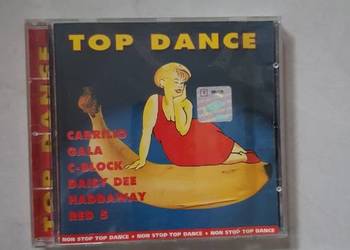 TOP DANCE
TOP DANCE
CABRILIO
GALA
C-BLOCK
DAISY DEE
HADDAWAY
RED 5
NON STOP TOP DANCE • NON STOP TOP DANCE • NON STOP TOP DANCE